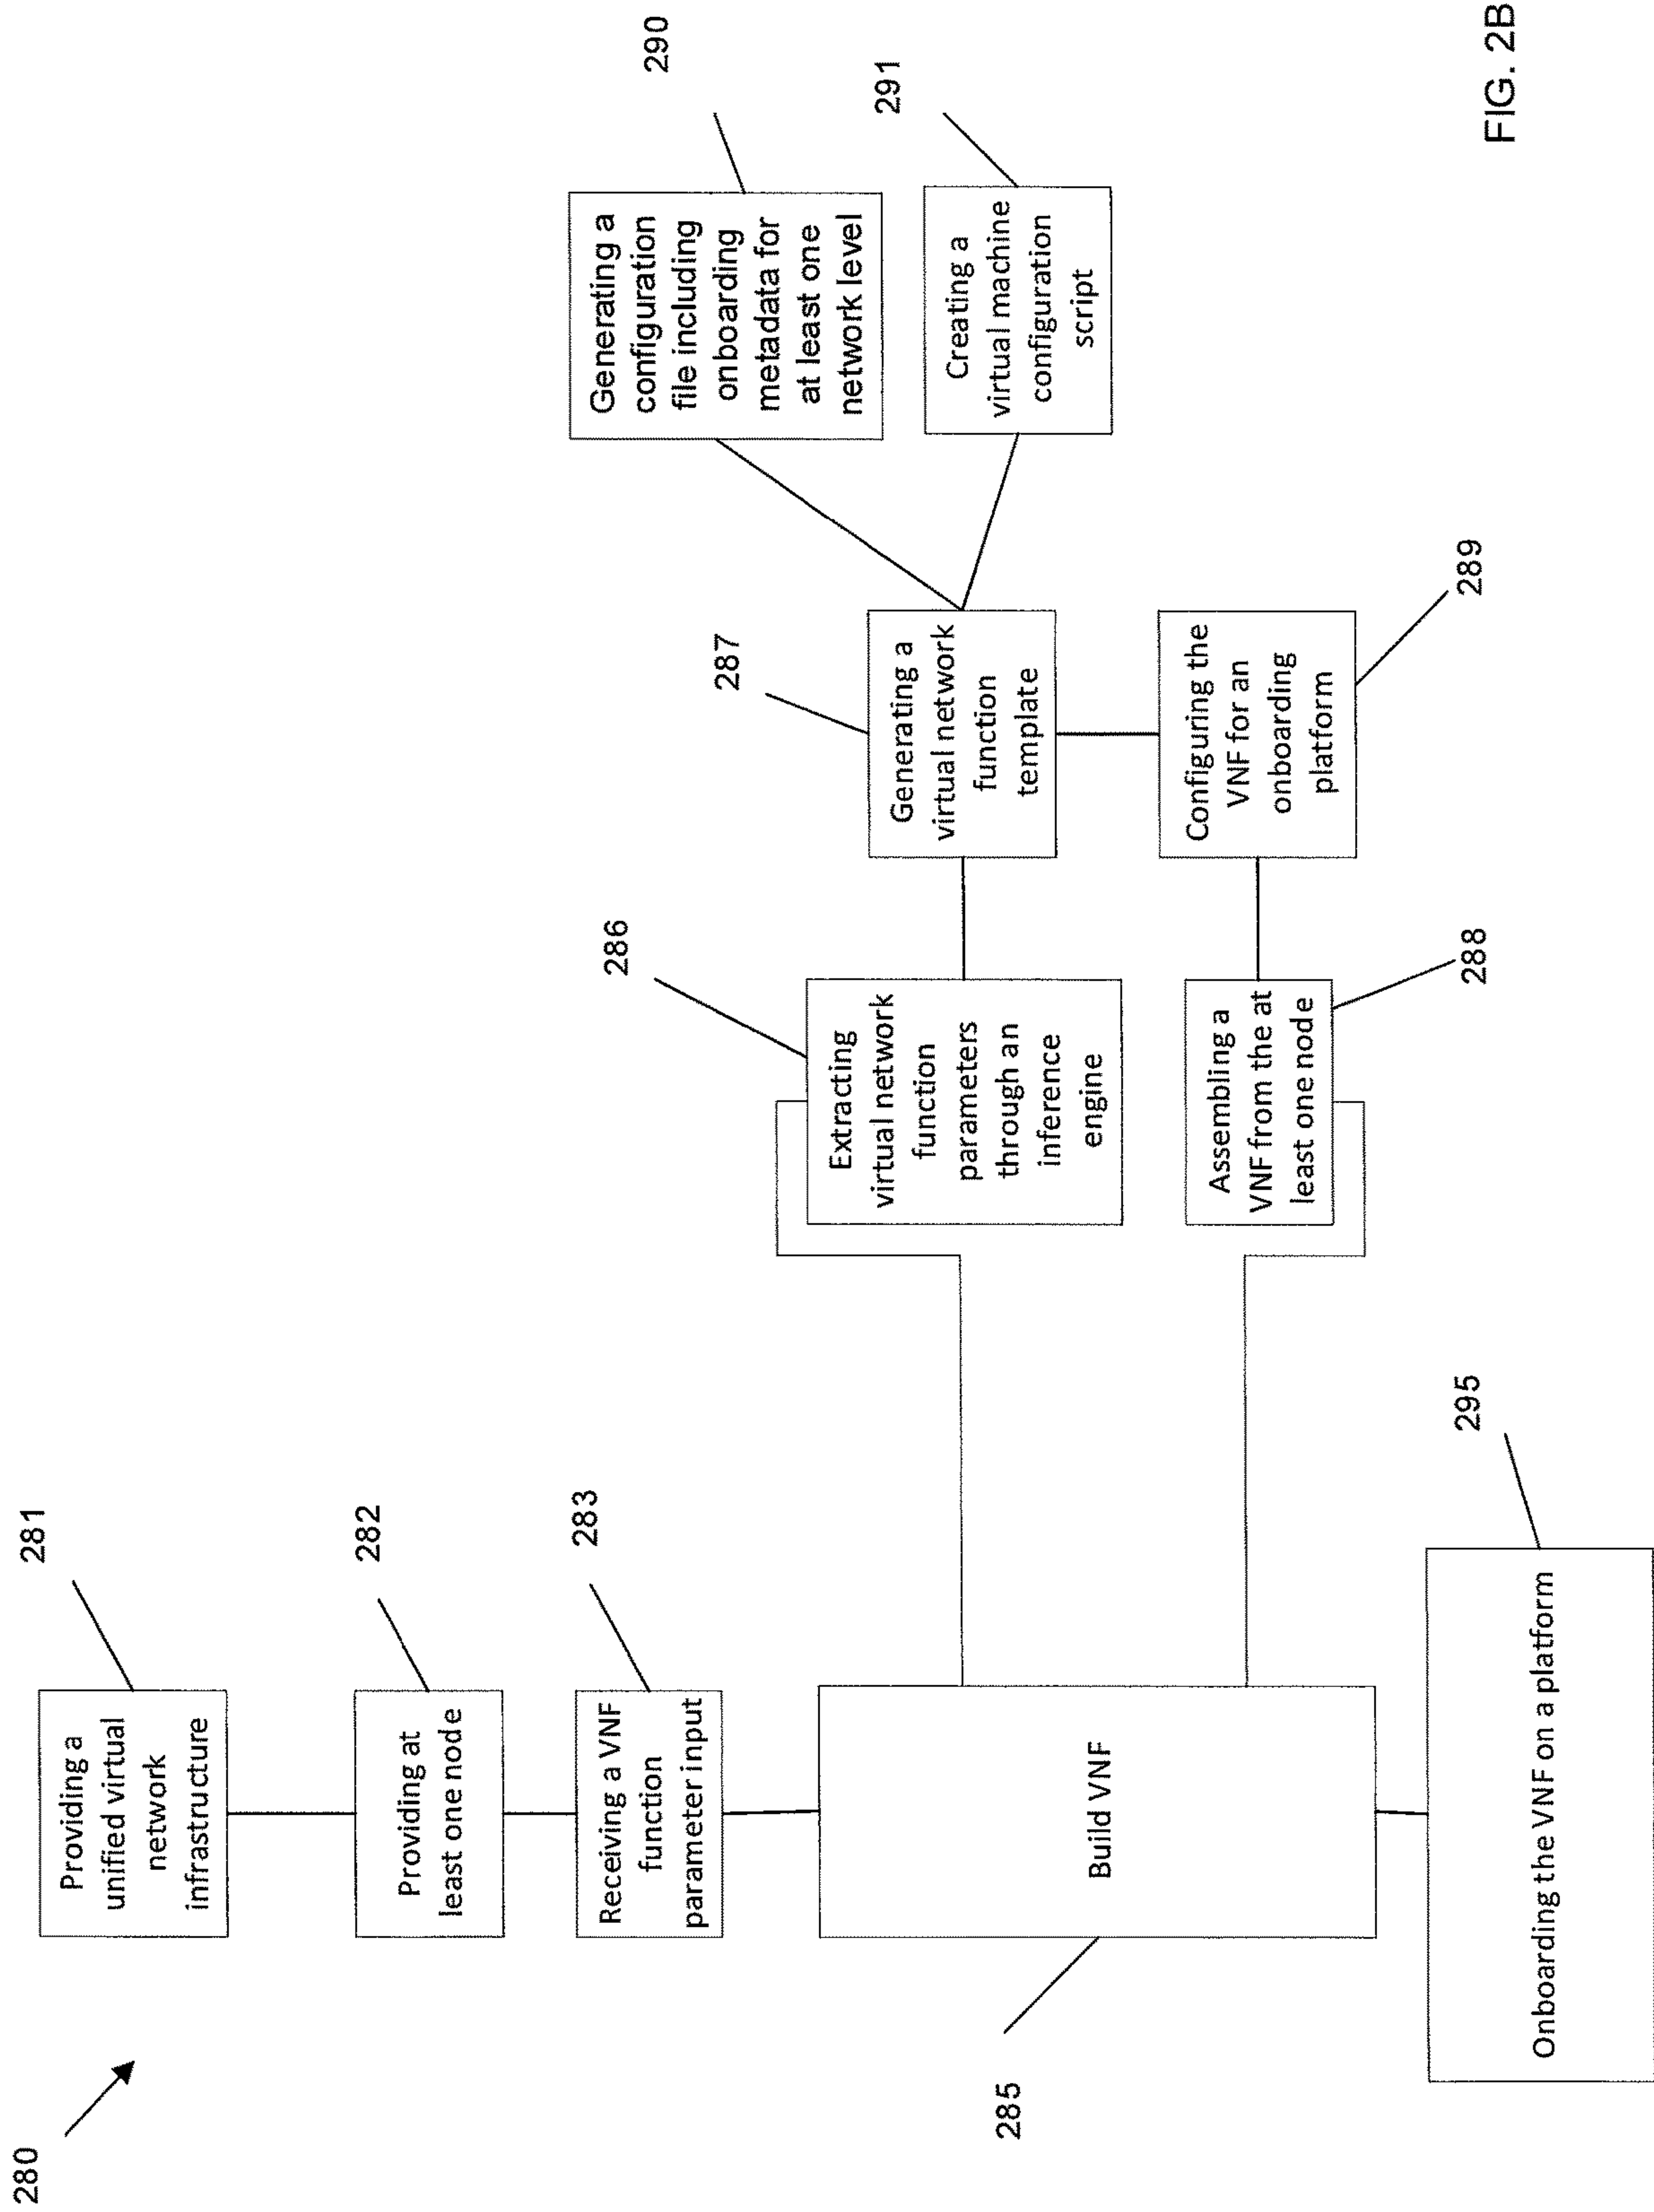 280
281
Providing a
unified virtual
network
infrastructure
282
Providing at
least one node
283
Receiving a VNF
function
parameter input
285
Build VNF
286
Extracting
virtual network
function
parameters
through an
inference
engine
287
Generating a
virtual network
function
template
290
Generating a
configuration
file including
onboarding
metadata for
at least one
network level
291
Creating a
virtual machine
configuration
script
288
Assembling a
VNF from the at
least one node
289
Configuring the
VNF for an
onboarding
platform
295
Onboarding the VNF on a platform
FIG. 2B